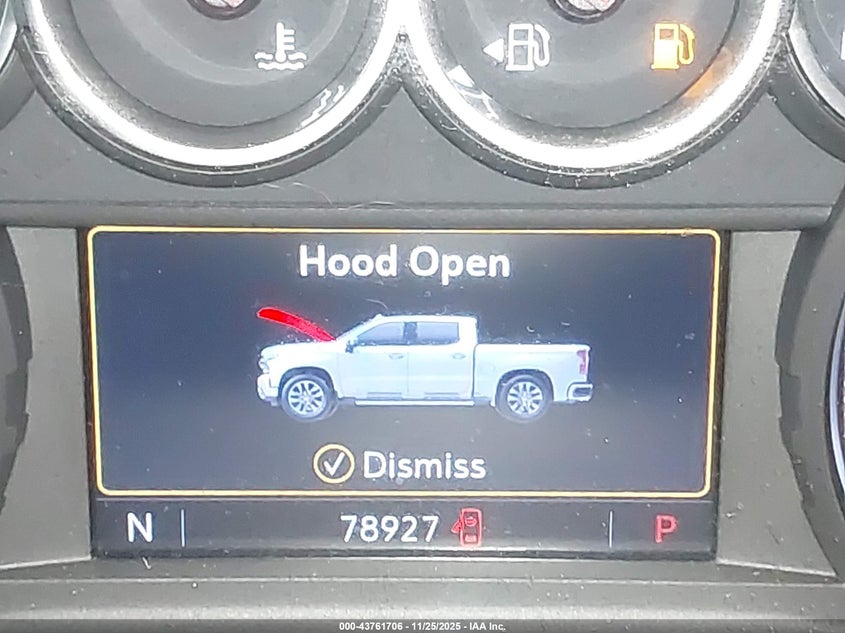 Hood Open
Dismiss
N 78927 P
000-43761706 - 11/25/2025 - IAA Inc.